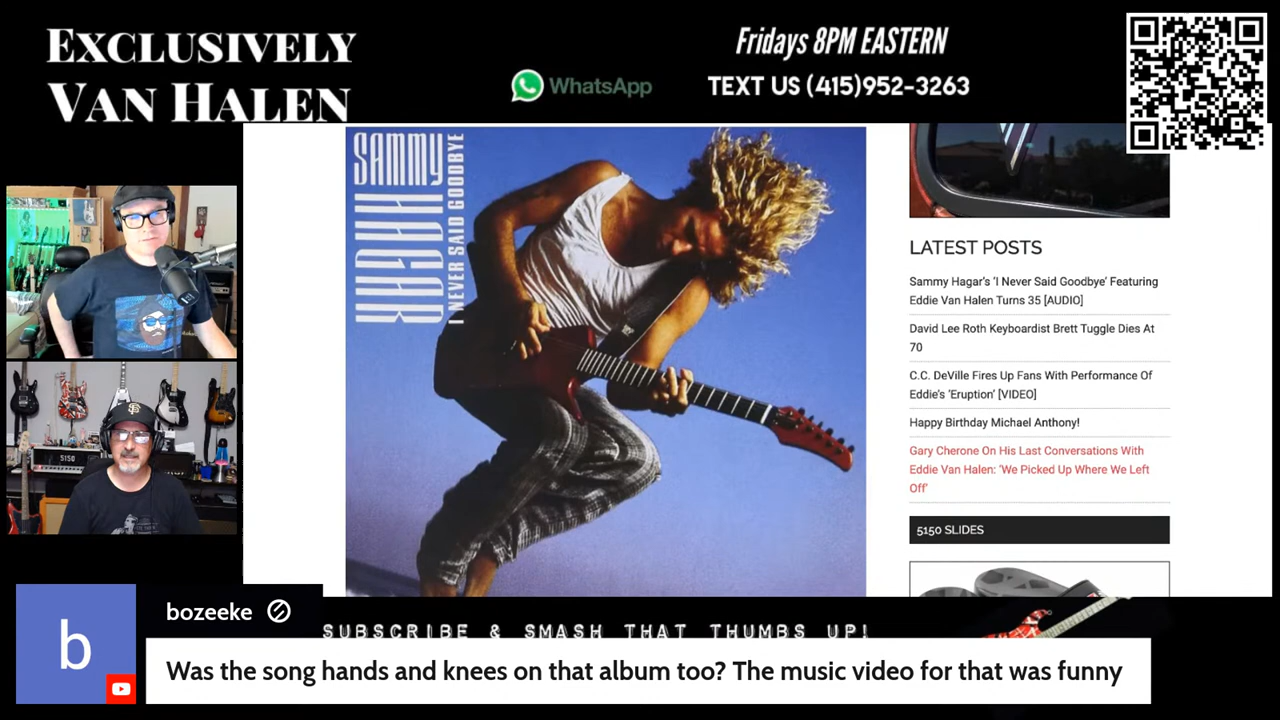 EXCLUSIVELY
VAN HALEN
Fridays 8PM EASTERN
WhatsApp
TEXT US (415)952-3263
SAMMY
HAGAR
I NEVER SAID GOODBYE
LATEST POSTS
Sammy Hagar's 'I Never Said Goodbye' Featuring
Eddie Van Halen Turns 35 [AUDIO]
David Lee Roth Keyboardist Brett Tuggle Dies At
70
C.C. DeVille Fires Up Fans With Performance Of
Eddie's 'Eruption' [VIDEO]
Happy Birthday Michael Anthony!
Gary Cherone On His Last Conversations With
Eddie Van Halen: 'We Picked Up Where We Left
Off'
5150 SLIDES
5150
b
bozeeke
SUBSCRIBE & SMASH THAT THUMBS UP!
Was the song hands and knees on that album too? The music video for that was funny